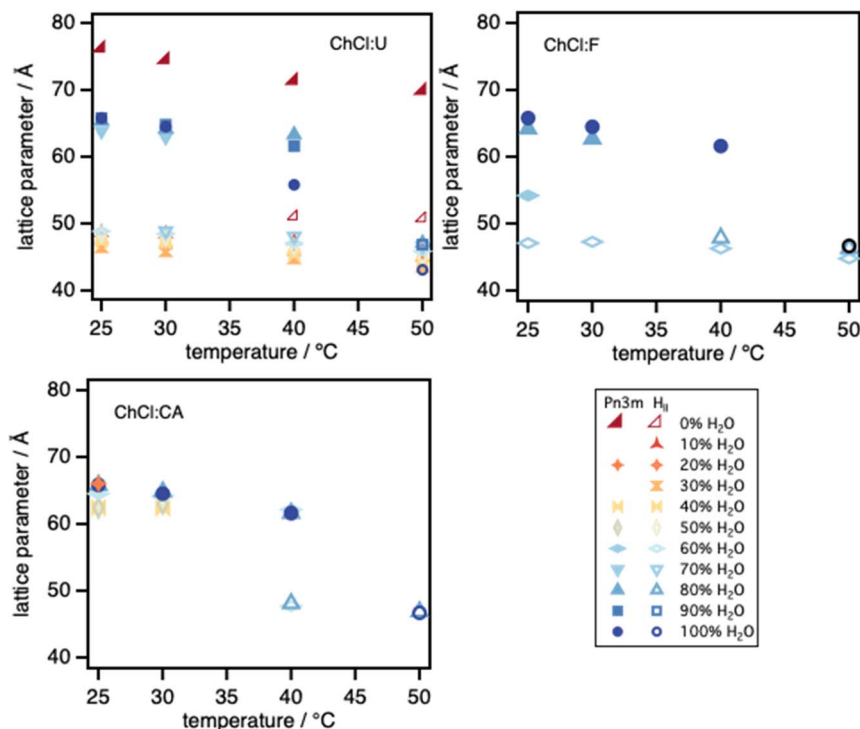 80
70
60
50
40
lattice parameter / Å
ChCl:U
25 30 35 40 45 50
temperature / °C
80
70
60
50
40
lattice parameter / Å
ChCl:F
25 30 35 40 45 50
temperature / °C
80
70
60
50
40
lattice parameter / Å
ChCl:CA
25 30 35 40 45 50
temperature / °C
Pn3m HII
0% H2O
10% H2O
20% H2O
30% H2O
40% H2O
50% H2O
60% H2O
70% H2O
80% H2O
90% H2O
100% H2O